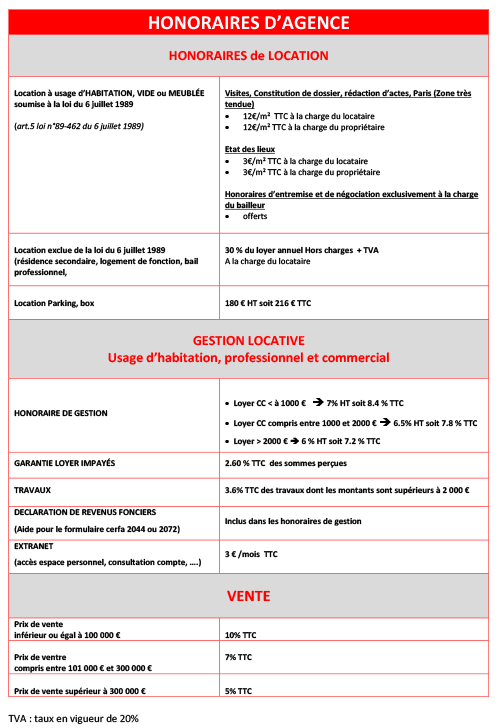 HONORAIRES D'AGENCE
HONORAIRES de LOCATION
Location à usage d'HABITATION, VIDE ou MEUBLÉE
soumise à la loi du 6 juillet 1989
(art.5 loi n°89-462 du 6 juillet 1989)
Visites, Constitution de dossier, rédaction d'actes, Paris (Zone très
tendue)
• 12€/m² TTC à la charge du locataire
• 12€/m² TTC à la charge du propriétaire
Etat des lieux
• 3€/m² TTC à la charge du locataire
• 3€/m² TTC à la charge du propriétaire
Honoraires d'entremise et de négociation exclusivement à la charge
du bailleur
• offerts
Location exclue de la loi du 6 juillet 1989
(résidence secondaire, logement de fonction, bail
professionnel,
30 % du loyer annuel Hors charges + TVA
A la charge du locataire
Location Parking, box
180 € HT soit 216 € TTC
GESTION LOCATIVE
Usage d'habitation, professionnel et commercial
HONORAIRE DE GESTION
• Loyer CC < à 1000 € ➔ 7% HT soit 8.4 % TTC
• Loyer CC compris entre 1000 et 2000 € ➔ 6.5% HT soit 7.8 % TTC
• Loyer > 2000 € ➔ 6 % HT soit 7.2 % TTC
GARANTIE LOYER IMPAYÉS
2.60 % TTC des sommes perçues
TRAVAUX
3.6% TTC des travaux dont les montants sont supérieurs à 2 000 €
DECLARATION DE REVENUS FONCIERS
(Aide pour le formulaire cerfa 2044 ou 2072)
Inclus dans les honoraires de gestion
EXTRANET
(accès espace personnel, consultation compte, ….)
3 € /mois TTC
VENTE
Prix de vente
inférieur ou égal à 100 000 €
10% TTC
Prix de ventre
compris entre 101 000 € et 300 000 €
7% TTC
Prix de vente supérieur à 300 000 €
5% TTC
TVA : taux en vigueur de 20%